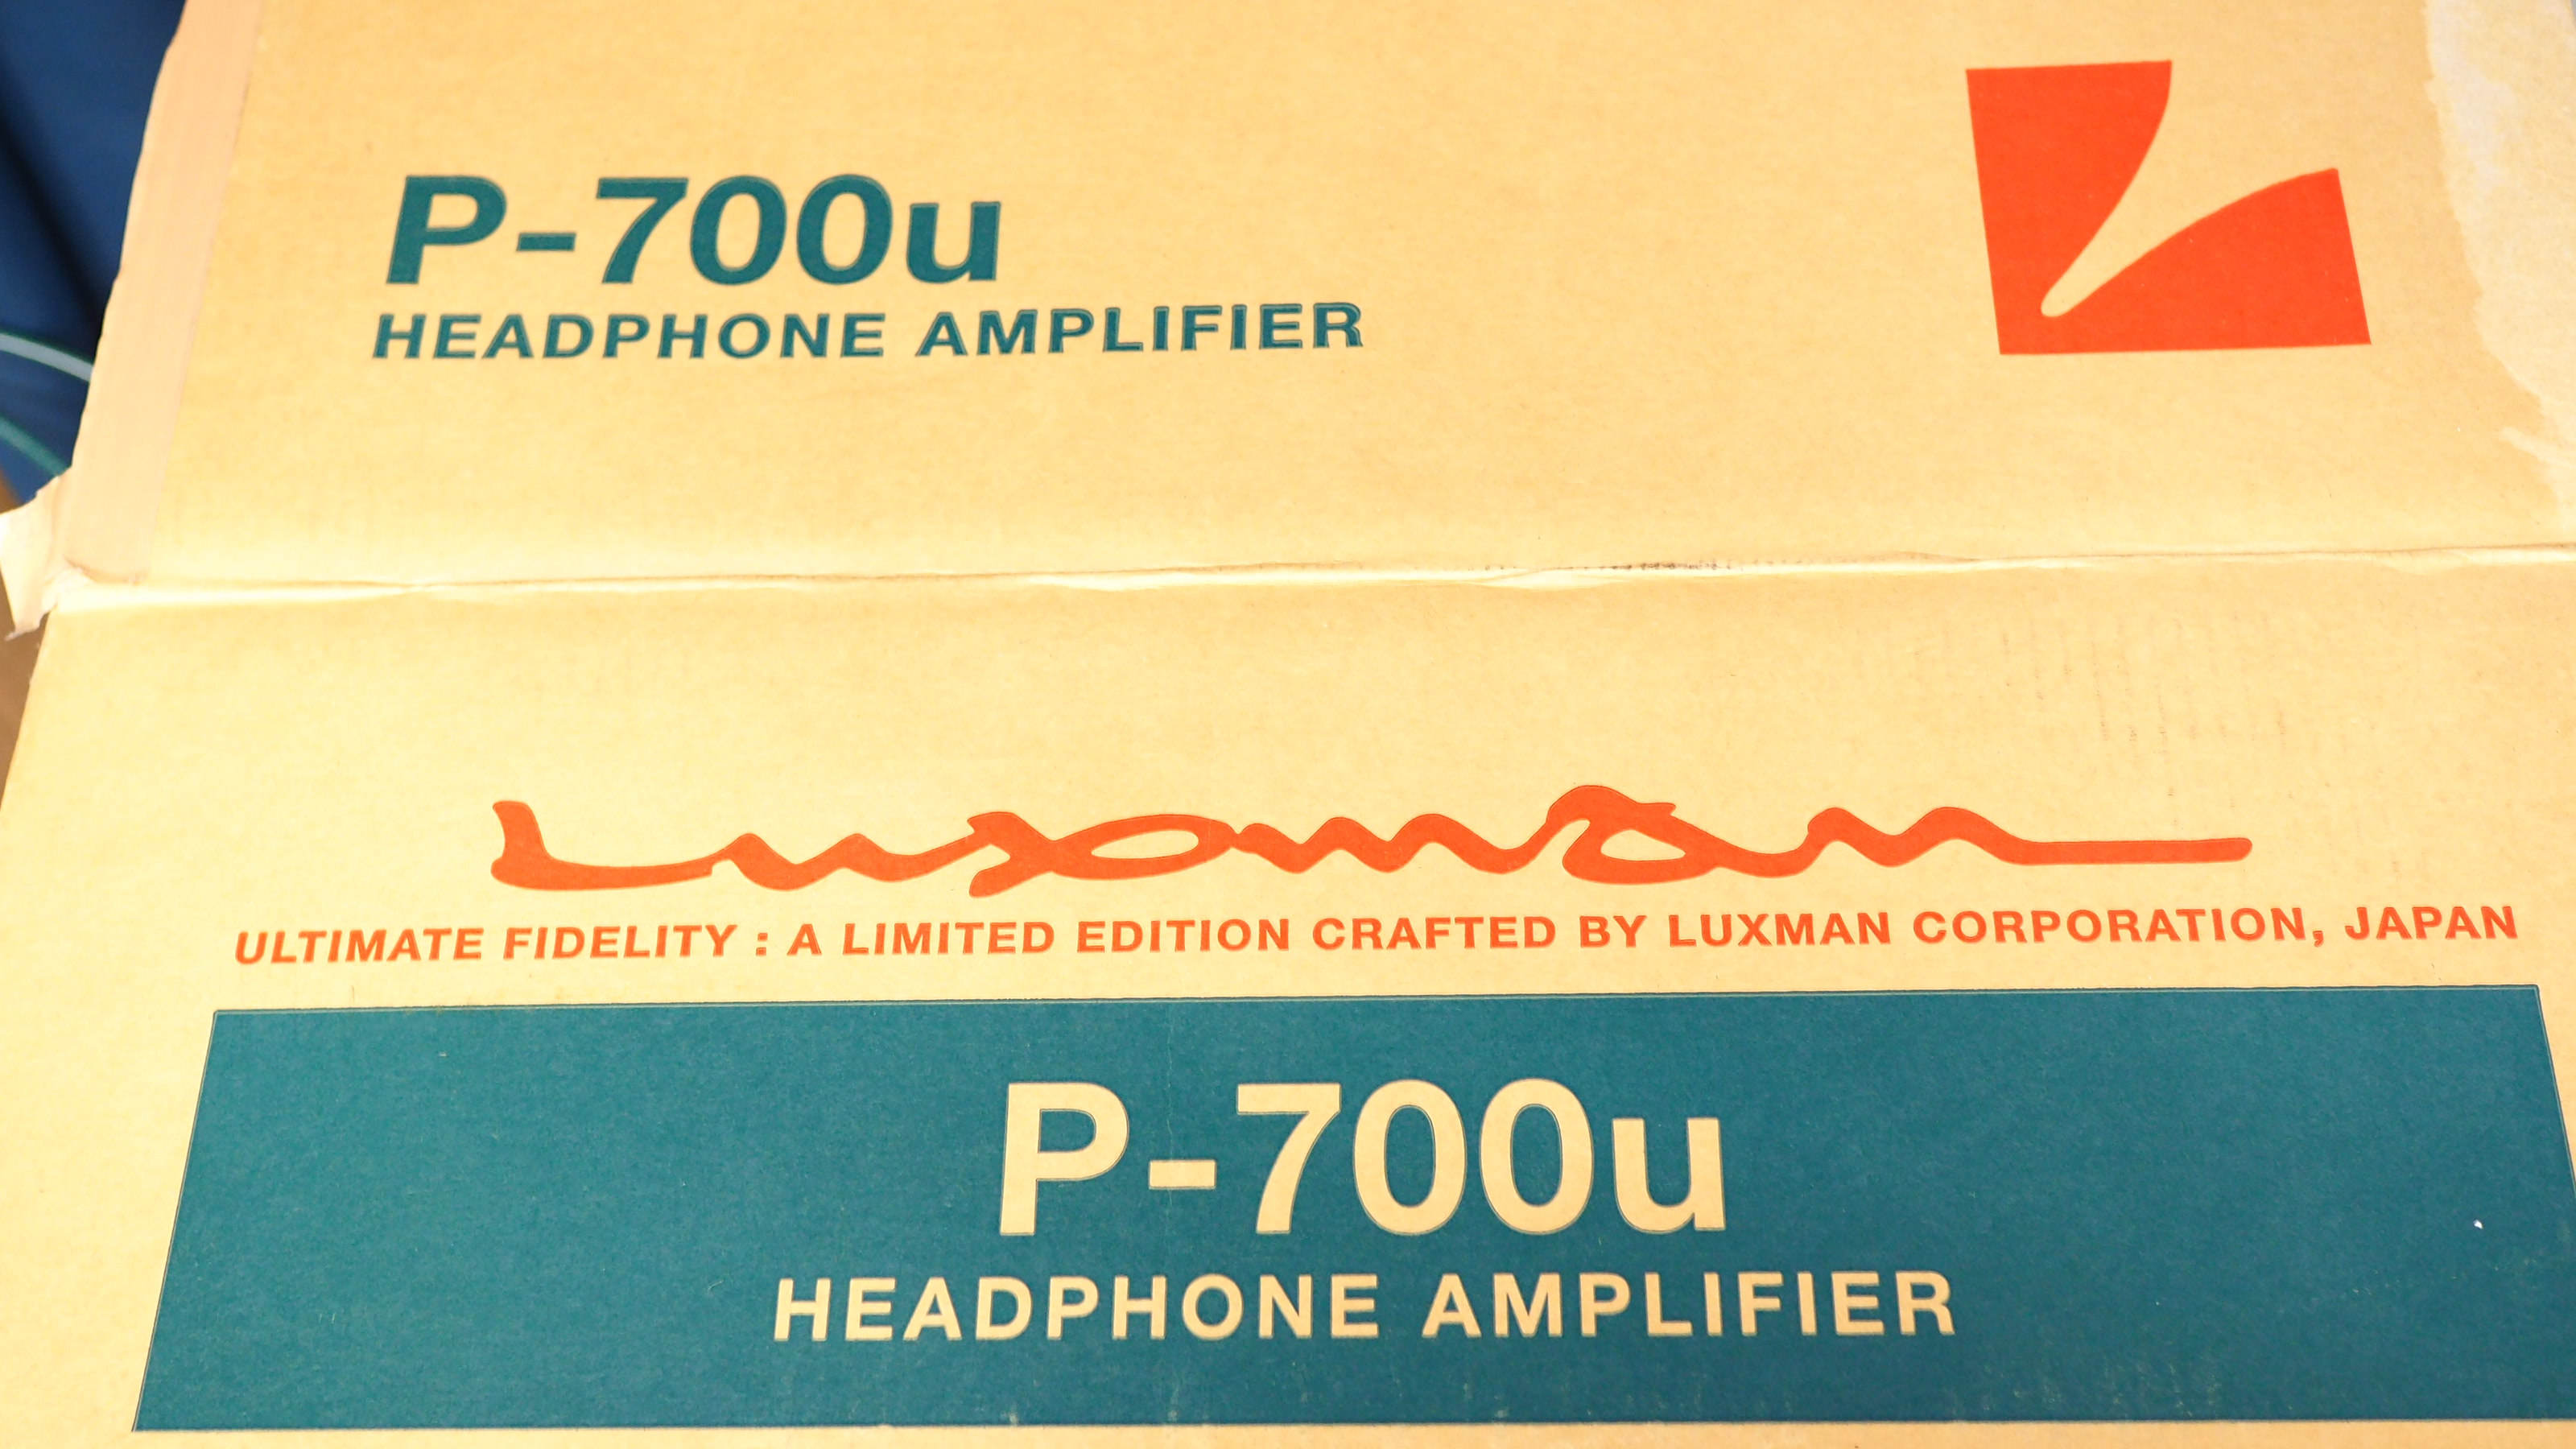 P-700u
HEADPHONE AMPLIFIER
Luxman
ULTIMATE FIDELITY : A LIMITED EDITION CRAFTED BY LUXMAN CORPORATION, JAPAN
P-700u
HEADPHONE AMPLIFIER